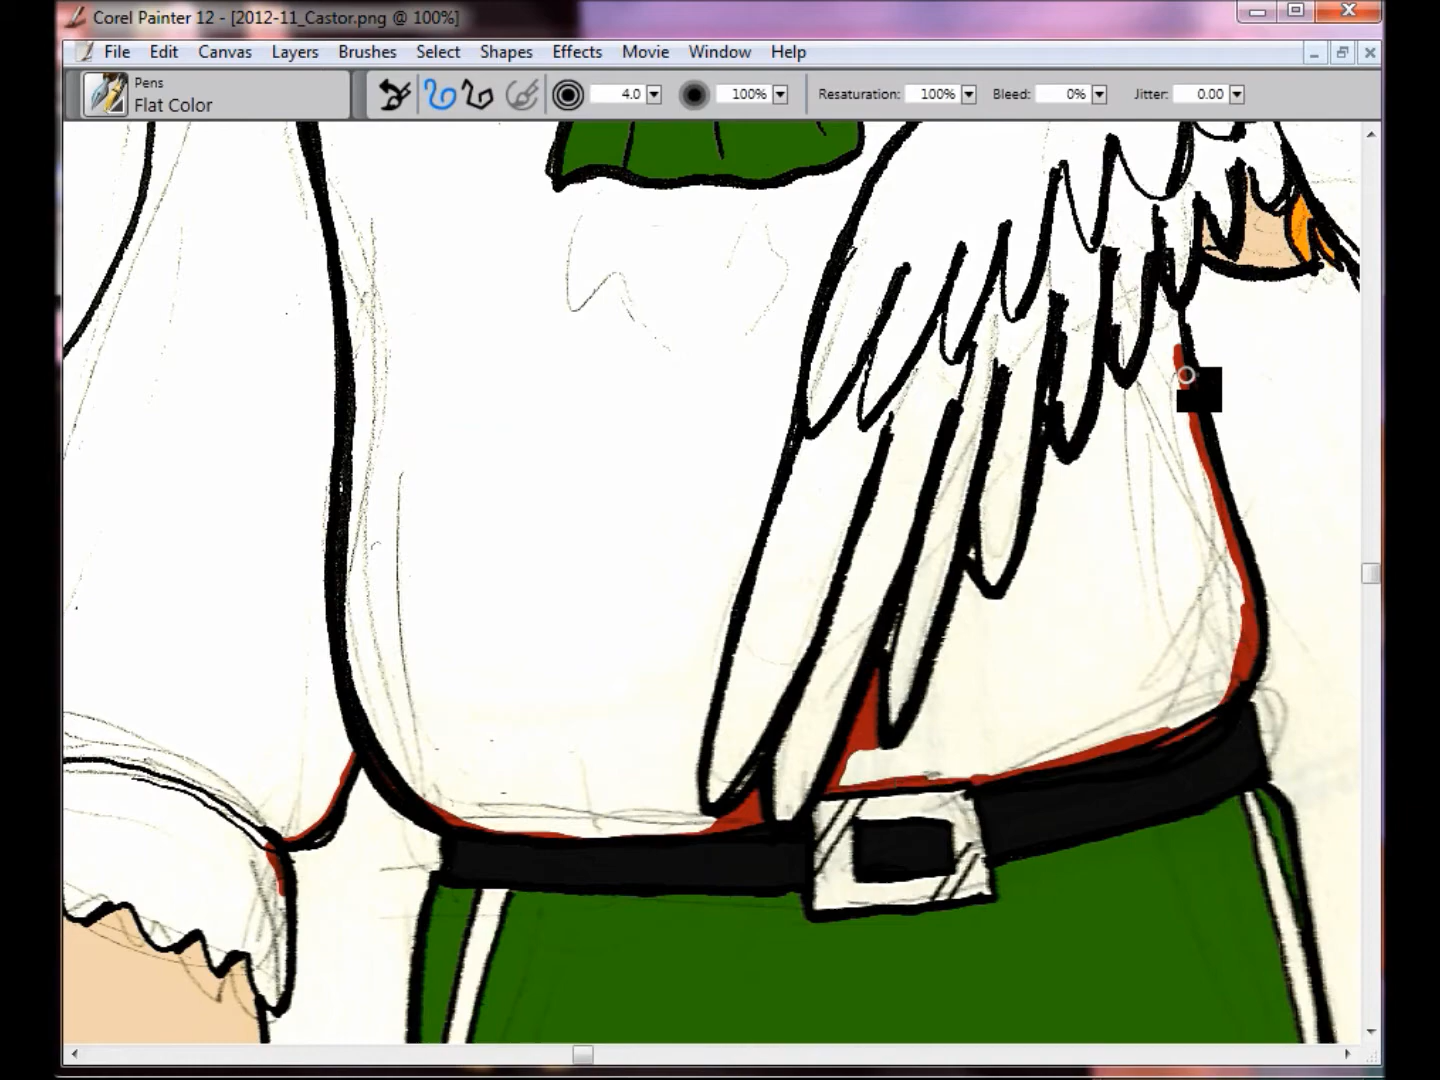 Corel Painter 12 - [2012-11_Castor.png @ 100%]
File Edit Canvas Layers Brushes Select Shapes Effects Movie Window Help
Pens
Flat Color
4.0 100% Resaturation: 100% Bleed: 0% Jitter: 0.00